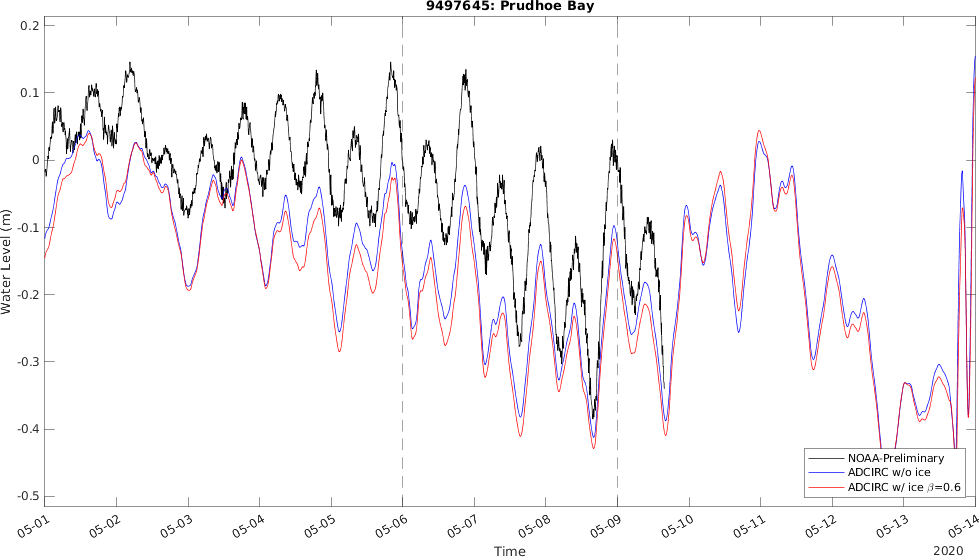 9497645: Prudhoe Bay
0.2
0.1
0
-0.1
-0.2
-0.3
-0.4
-0.5
Water Level (m)
NOAA-Preliminary
ADCIRC w/o ice
ADCIRC w/ ice β=0.6
05-01 05-02 05-03 05-04 05-05 05-06 05-07 05-08 05-09 05-10 05-11 05-12 05-13 05-14
Time
2020